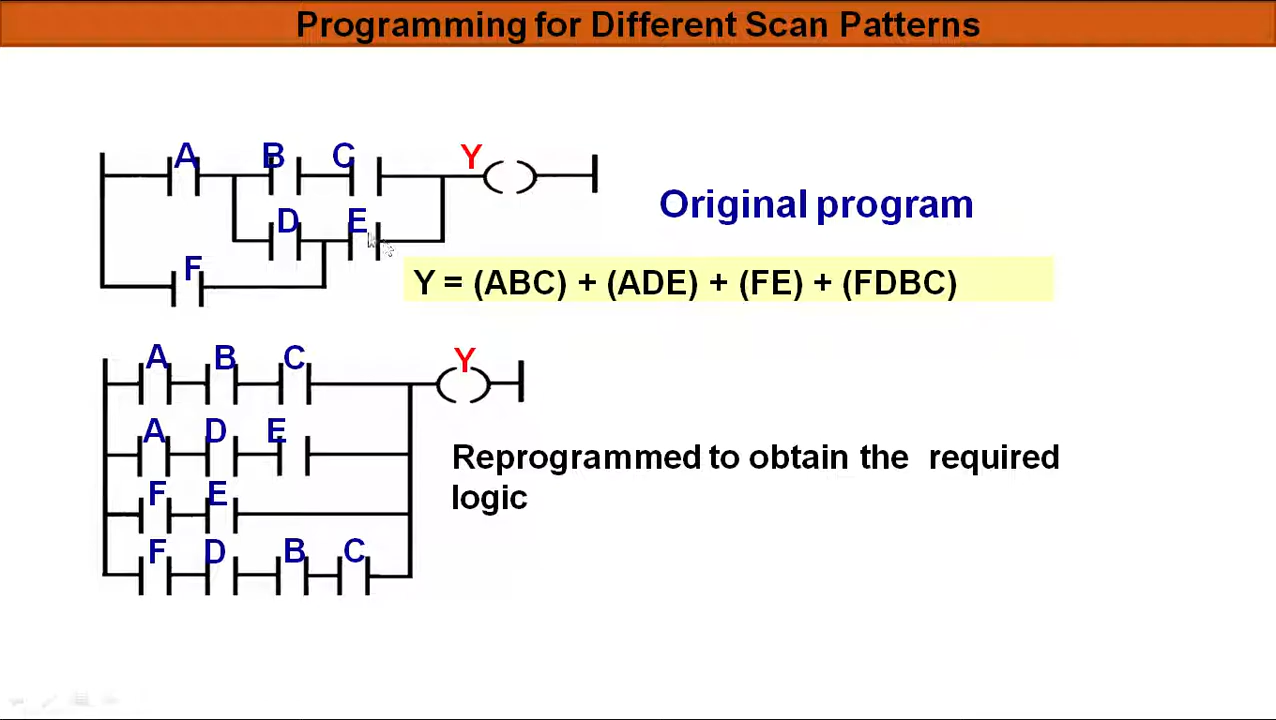 Programming for Different Scan Patterns
A B C Y
D E
F
Original program
Y = (ABC) + (ADE) + (FE) + (FDBC)
A B C Y
A D E
F E
F D B C
Reprogrammed to obtain the required
logic